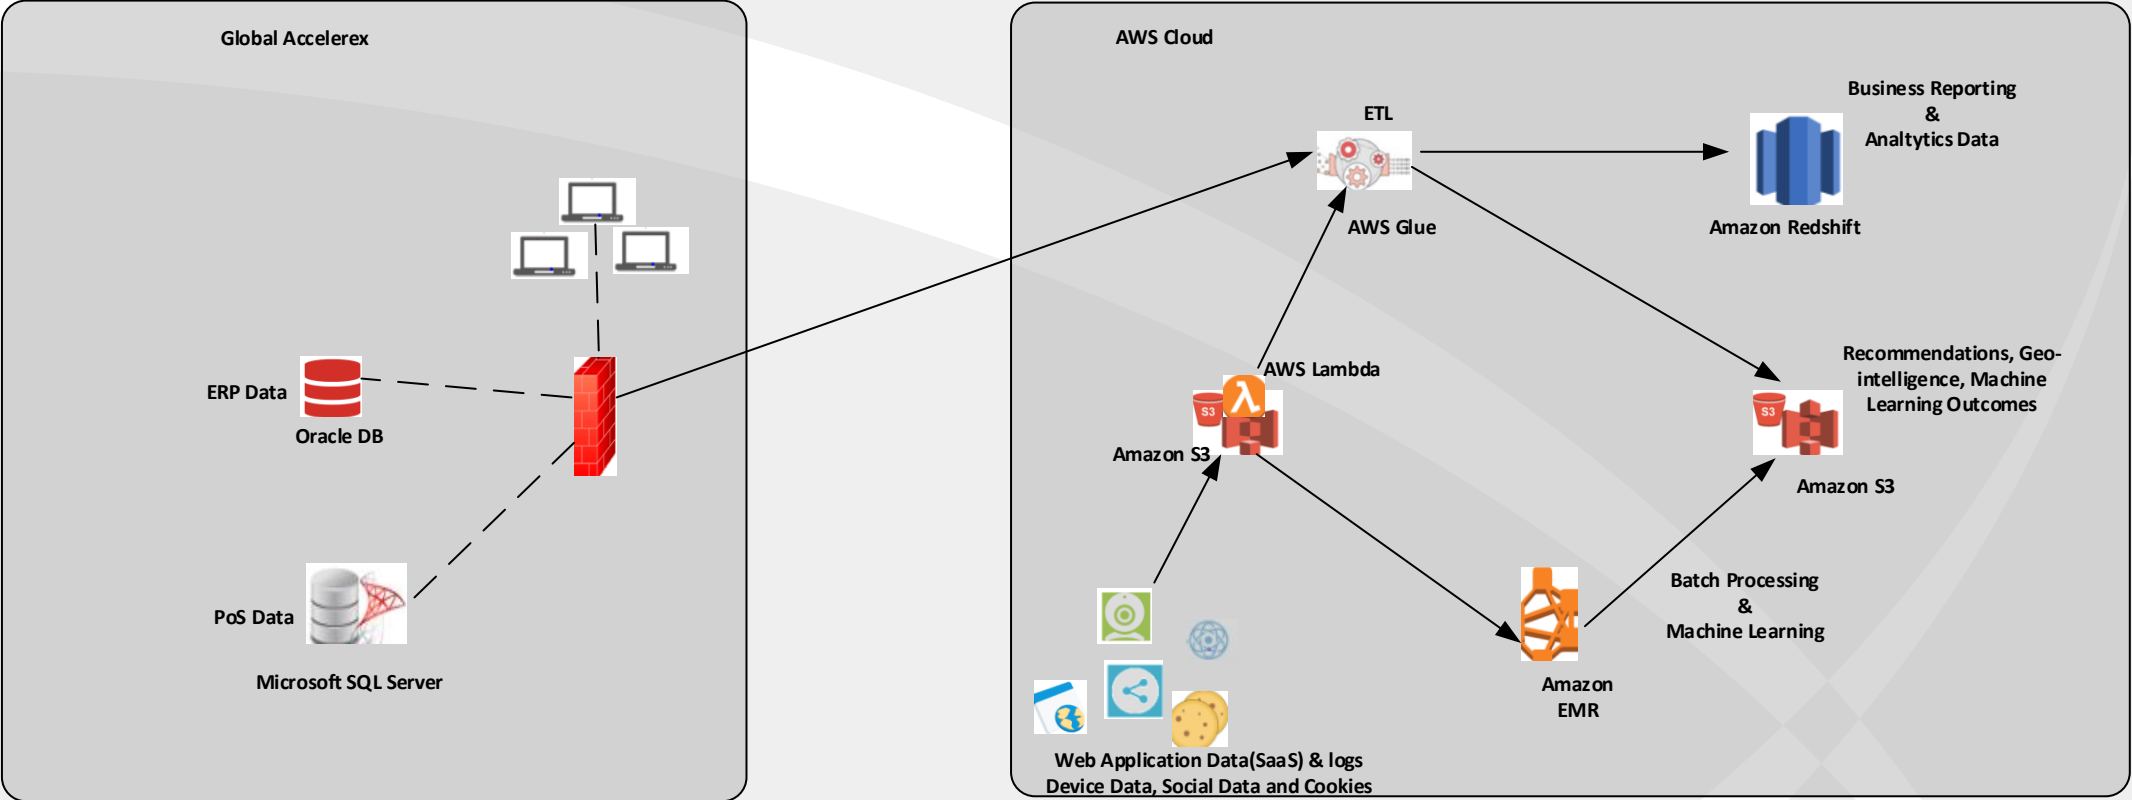 Global Accelerex
ERP Data
Oracle DB
PoS Data
Microsoft SQL Server
AWS Cloud
ETL
AWS Glue
Business Reporting
&
Analtytics Data
Amazon Redshift
AWS Lambda
S3
Amazon S3
Recommendations, Geo-
intelligence, Machine
Learning Outcomes
S3
Amazon S3
Batch Processing
&
Machine Learning
Amazon
EMR
Web Application Data(SaaS) & logs
Device Data, Social Data and Cookies